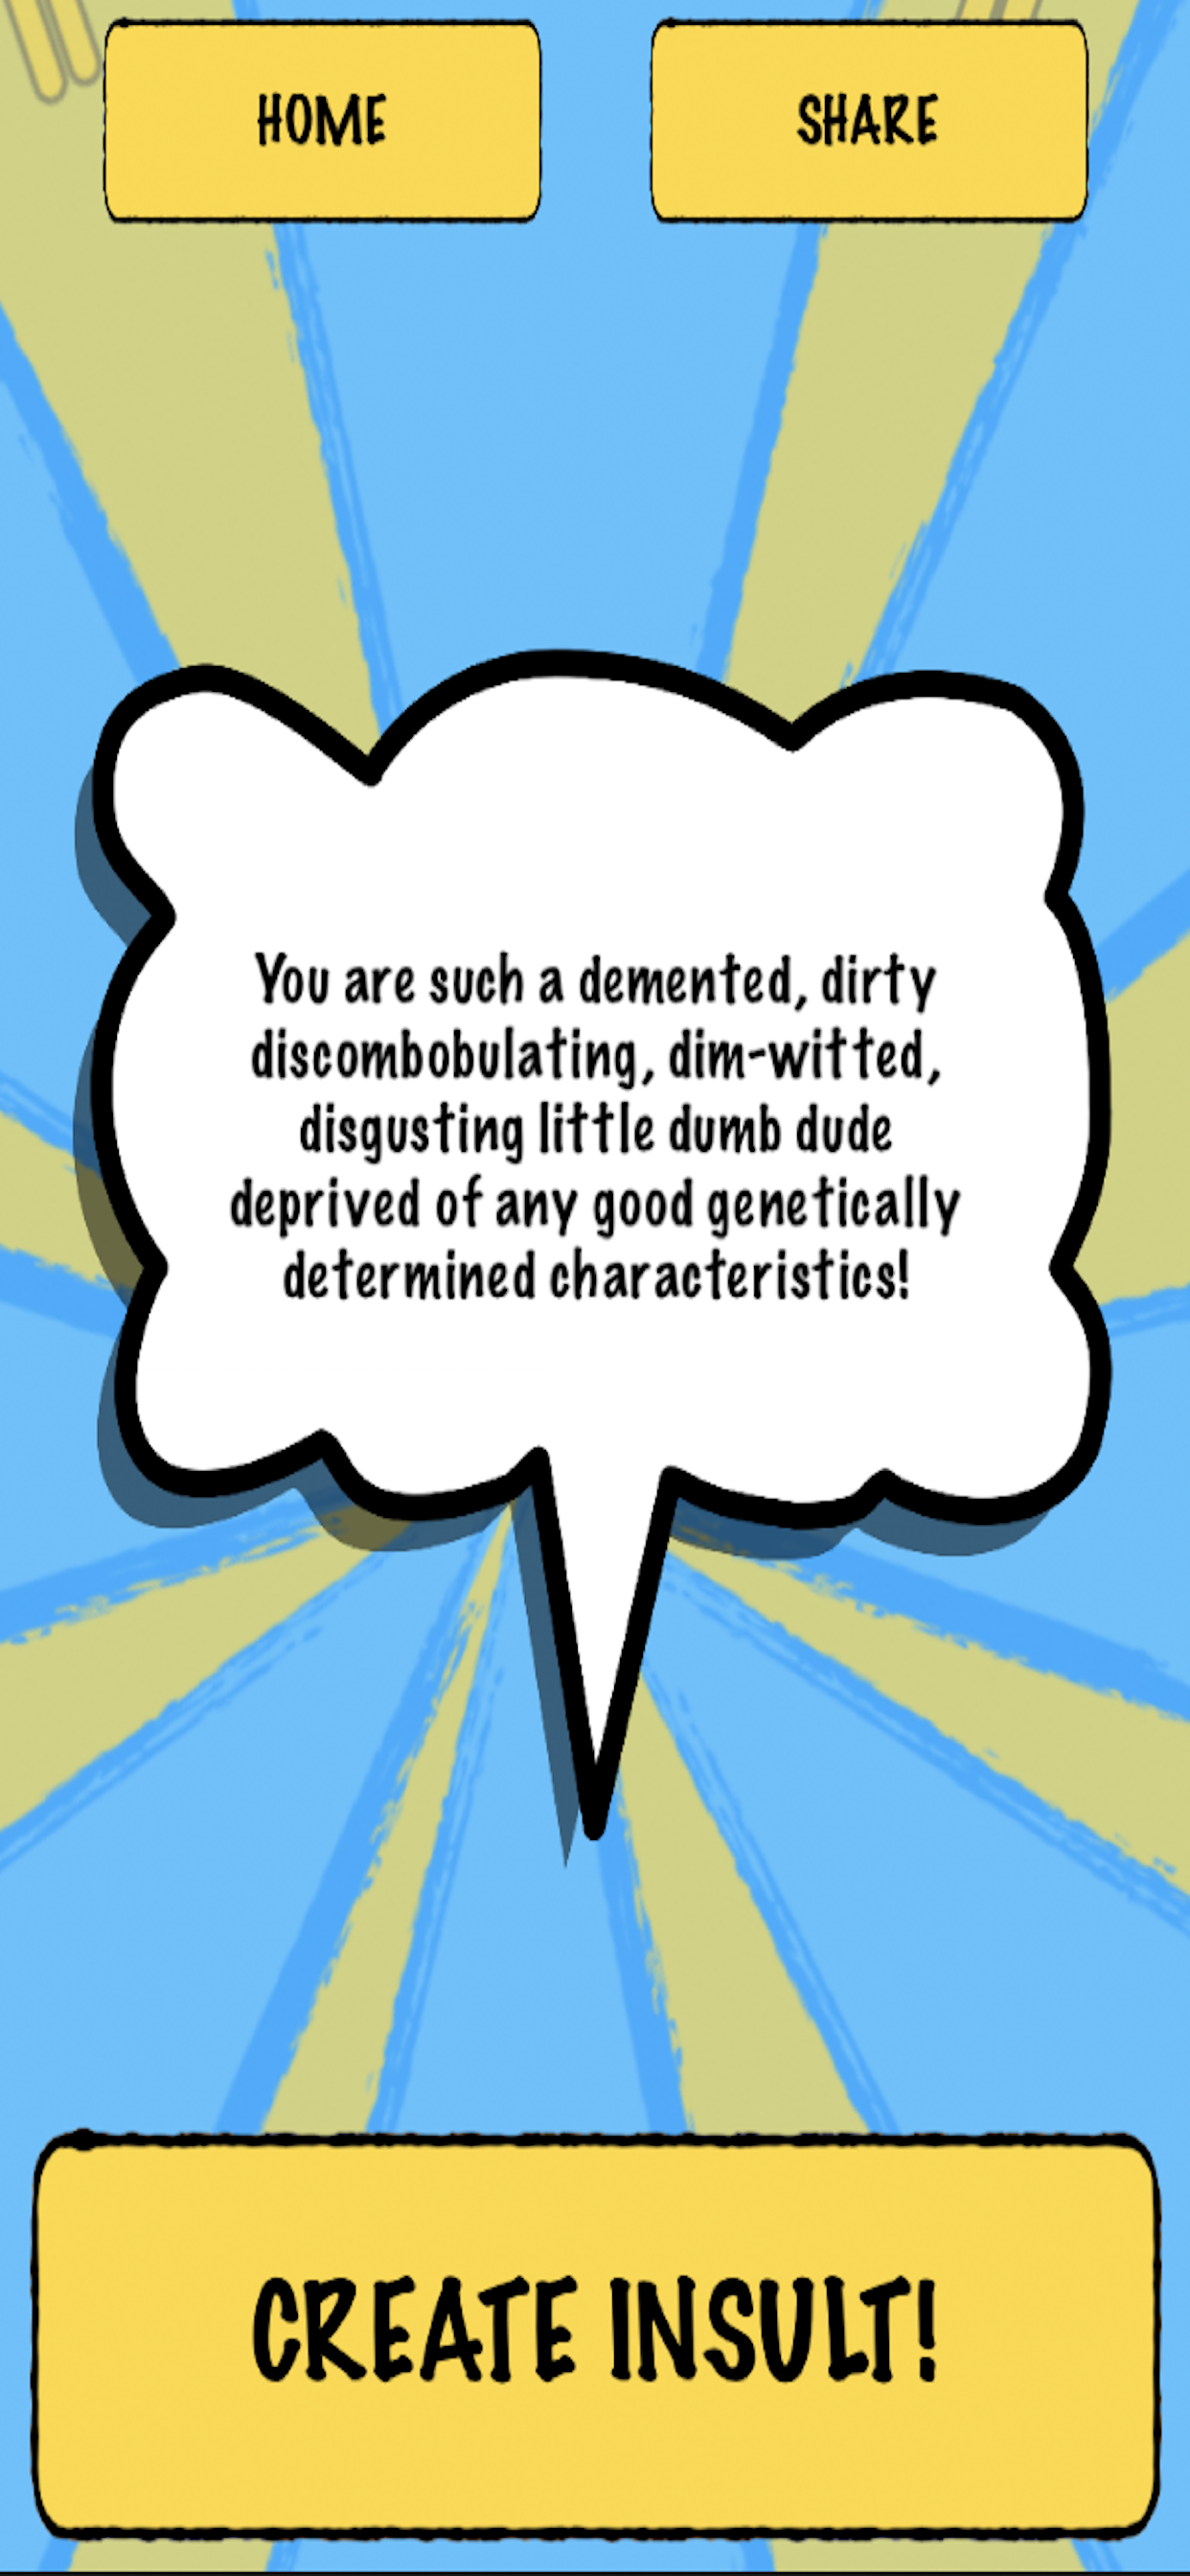 HOME
SHARE
You are such a demented, dirty
discombobulating, dim-witted,
disgusting little dumb dude
deprived of any good genetically
determined characteristics!
CREATE INSULT!